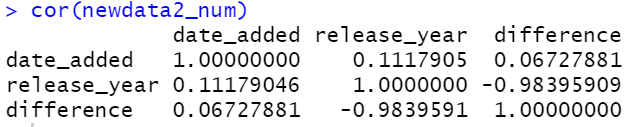 > cor(newdata2_num)
date_added release_year difference
date_added 1.00000000 0.1117905 0.06727881
release_year 0.11179046 1.0000000 -0.98395909
difference 0.06727881 -0.9839591 1.00000000